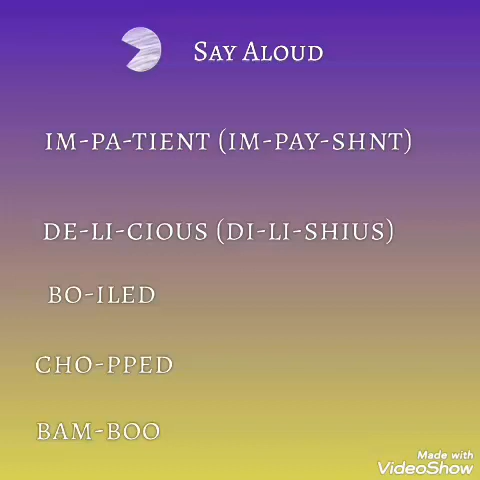 Say Aloud
IM-PA-TIENT (IM-PAY-SHNT)
DE-LI-CIOUS (DI-LI-SHIUS)
BO-ILED
CHO-PPED
BAM-BOO
Made with
VideoShow